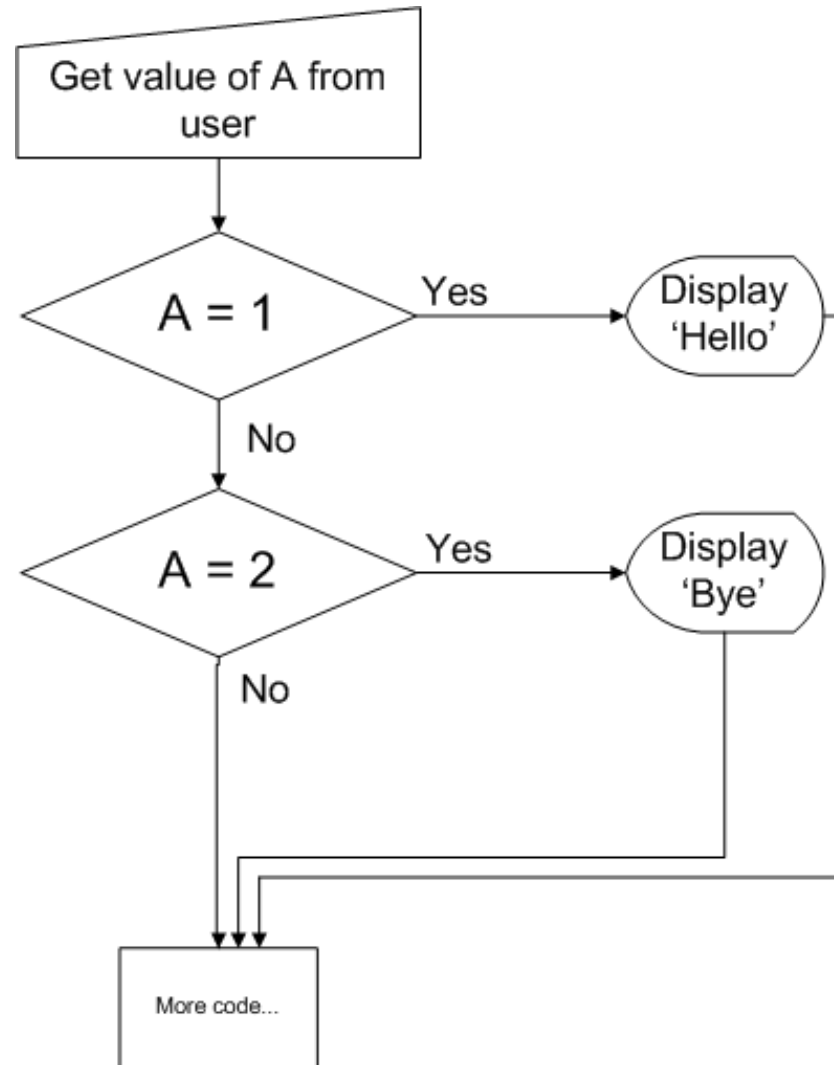 Get value of A from
user
A = 1
Yes
Display
‘Hello’
No
A = 2
Yes
Display
‘Bye’
No
More code...